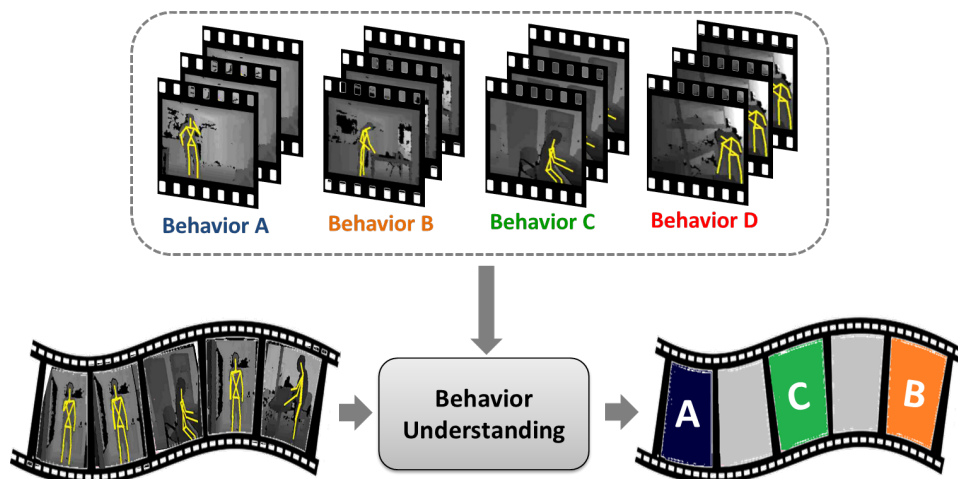 Behavior A
Behavior B
Behavior C
Behavior D
Behavior
Understanding
A
C
B